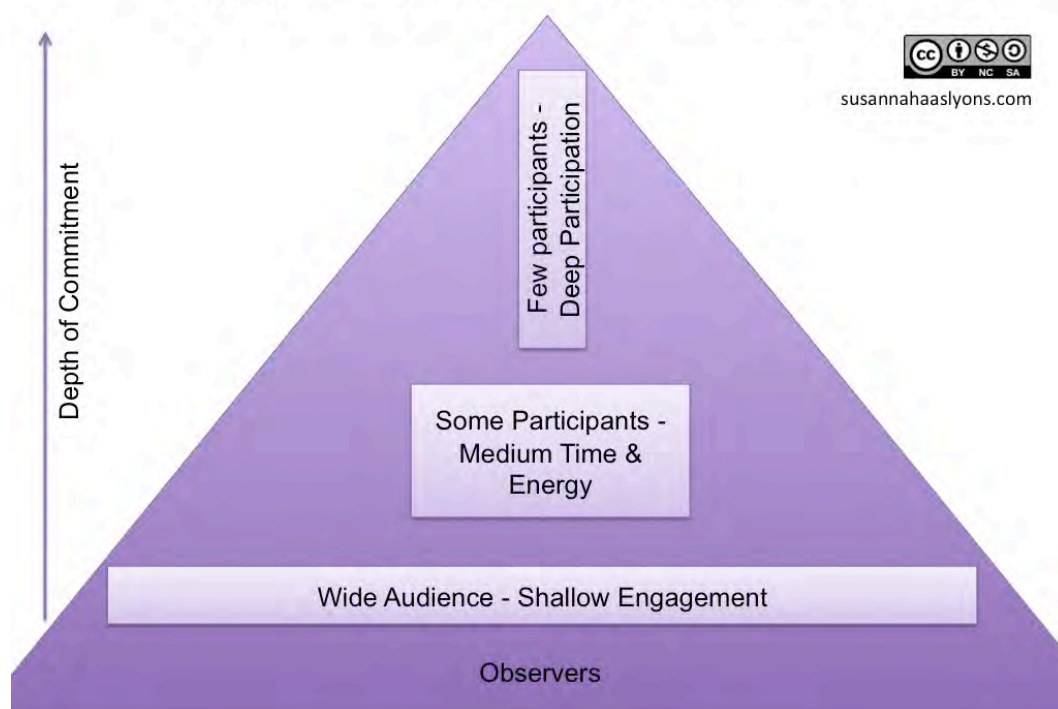 cc
BY NC SA
susannahaaslyons.com
Depth of Commitment
Few participants -
Deep Participation
Some Participants -
Medium Time &
Energy
Wide Audience - Shallow Engagement
Observers